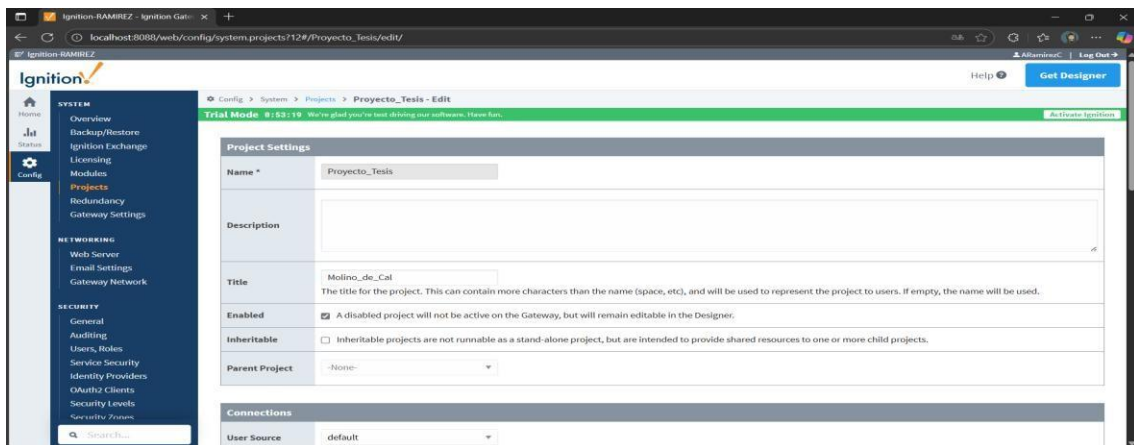 Ignition-RAMIREZ - Ignition Gate
localhost:8088/web/config/system.projects?12#/Proyecto_Tesis/edit/
Ignition-RAMIREZ
ARamirezC | Log Out
Ignition
Help
Get Designer
Home
Status
Config
SYSTEM
Overview
Backup/Restore
Ignition Exchange
Licensing
Modules
Projects
Redundancy
Gateway Settings
NETWORKING
Web Server
Email Settings
Gateway Network
SECURITY
General
Auditing
Users, Roles
Service Security
Identity Providers
OAuth2 Clients
Security Levels
Security Zones
Search...
Config > System > Projects > Proyecto_Tesis - Edit
Trial Mode 0:53:19 We're glad you're test driving our software. Have fun.
Activate Ignition
Project Settings
Name * Proyecto_Tesis
Description
Title Molino_de_Cal
The title for the project. This can contain more characters than the name (space, etc), and will be used to represent the project to users. If empty, the name will be used.
Enabled A disabled project will not be active on the Gateway, but will remain editable in the Designer.
Inheritable Inheritable projects are not runnable as a stand-alone project, but are intended to provide shared resources to one or more child projects.
Parent Project -None-
Connections
User Source default